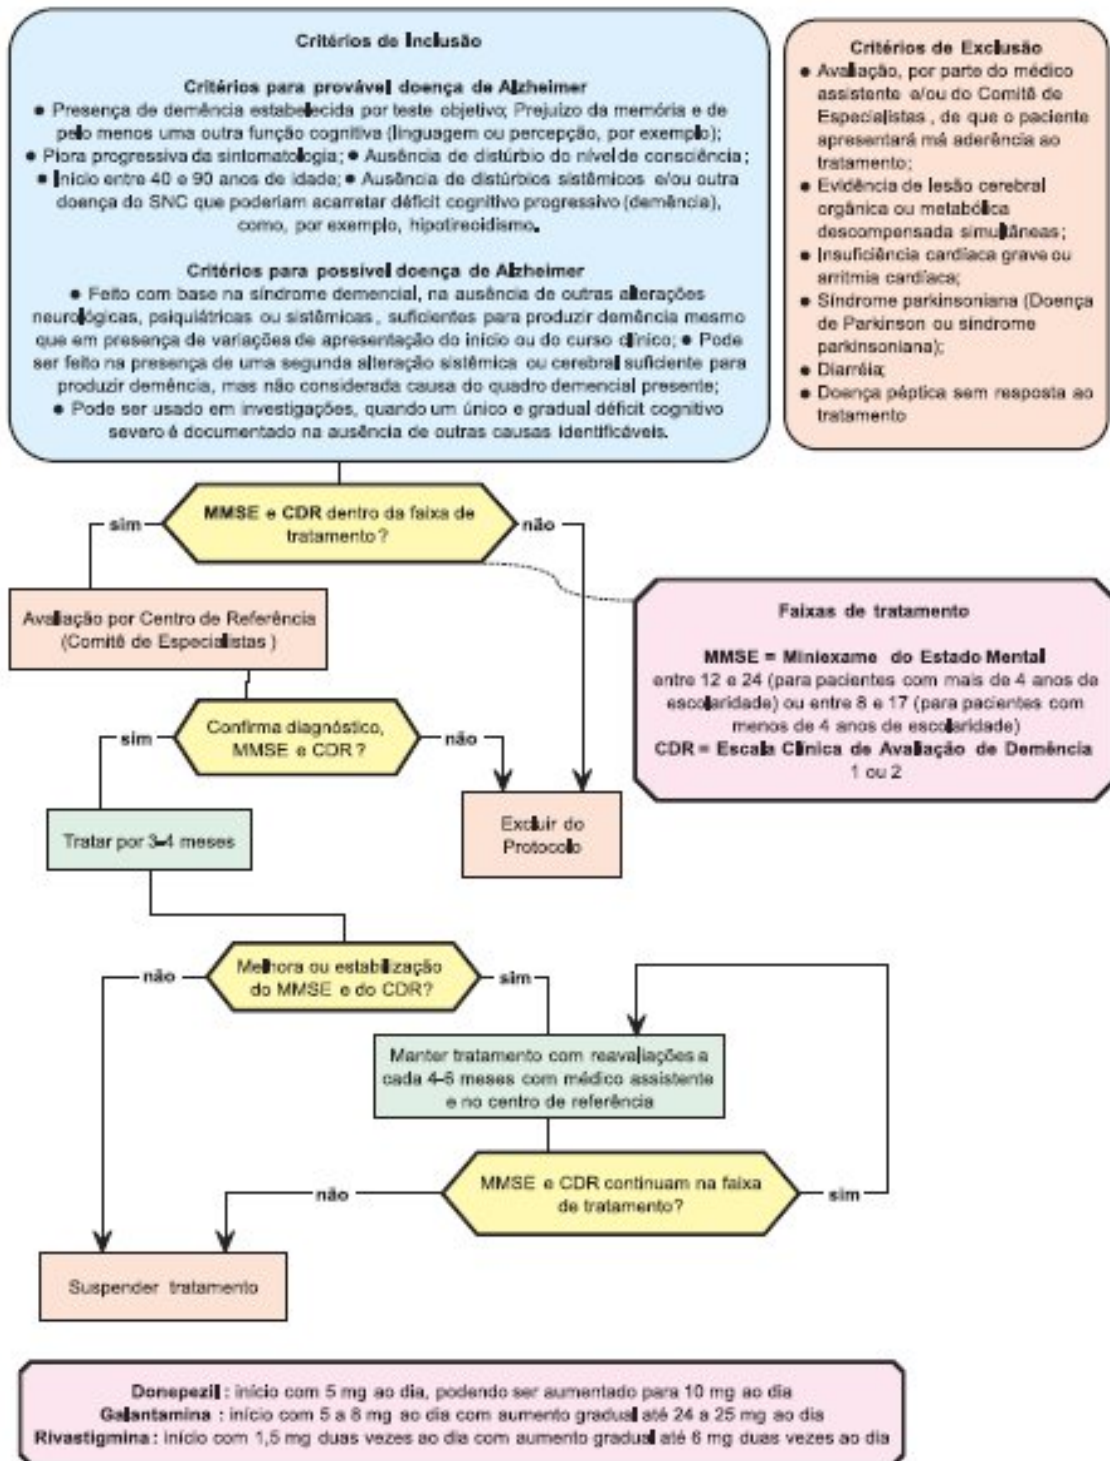 Critérios de Inclusão
Critérios para provável doença de Alzheimer
● Presença de demência estabelecida por teste objetivo; Prejuízo da memória e de
pelo menos uma outra função cognitiva (linguagem ou percepção, por exemplo);
● Piora progressiva da sintomatologia; ● Ausência de distúrbio do nível de consciência;
● Início entre 40 e 90 anos de idade; ● Ausência de distúrbios sistêmicos e/ou outra
doença do SNC que poderiam acarretar déficit cognitivo progressivo (demência),
como, por exemplo, hipotireoidismo.
Critérios para possível doença de Alzheimer
● Feito com base na síndrome demencial, na ausência de outras alterações
neurológicas, psiquiátricas ou sistêmicas, suficientes para produzir demência mesmo
que em presença de variações de apresentação do início ou do curso clínico; ● Pode
ser feito na presença de uma segunda alteração sistêmica ou cerebral suficiente para
produzir demência, mas não considerada causa do quadro demencial presente;
● Pode ser usado em investigações, quando um único e gradual déficit cognitivo
severo é documentado na ausência de outras causas identificáveis.
Critérios de Exclusão
● Avaliação, por parte do médico
assistente e/ou do Comitê de
Especialistas, de que o paciente
apresentará má aderência ao
tratamento;
● Evidência de lesão cerebral
orgânica ou metabólica
descompensada simultâneas;
● Insuficiência cardíaca grave ou
arritmia cardíaca;
● Síndrome parkinsoniana (Doença
de Parkinson ou síndrome
parkinsoniana);
● Diarréia;
● Doença péptica sem resposta ao
tratamento
MMSE e CDR dentro da faixa de
tratamento?
sim
não
Avaliação por Centro de Referência
(Comitê de Especialistas)
Faixas de tratamento
MMSE = Miniexame do Estado Mental
entre 12 e 24 (para pacientes com mais de 4 anos de
escolaridade) ou entre 8 e 17 (para pacientes com
menos de 4 anos de escolaridade)
CDR = Escala Clínica de Avaliação de Demência
1 ou 2
Confirma diagnóstico,
MMSE e CDR?
sim
não
Tratar por 3-4 meses
Excluir do
Protocolo
Melhora ou estabilização
do MMSE e do CDR?
não
sim
Manter tratamento com reavaliações a
cada 4-6 meses com médico assistente
e no centro de referência
MMSE e CDR continuam na faixa
de tratamento?
não
sim
Suspender tratamento
Donepezil: início com 5 mg ao dia, podendo ser aumentado para 10 mg ao dia
Galantamina: início com 5 a 8 mg ao dia com aumento gradual até 24 a 25 mg ao dia
Rivastigmina: início com 1,5 mg duas vezes ao dia com aumento gradual até 6 mg duas vezes ao dia